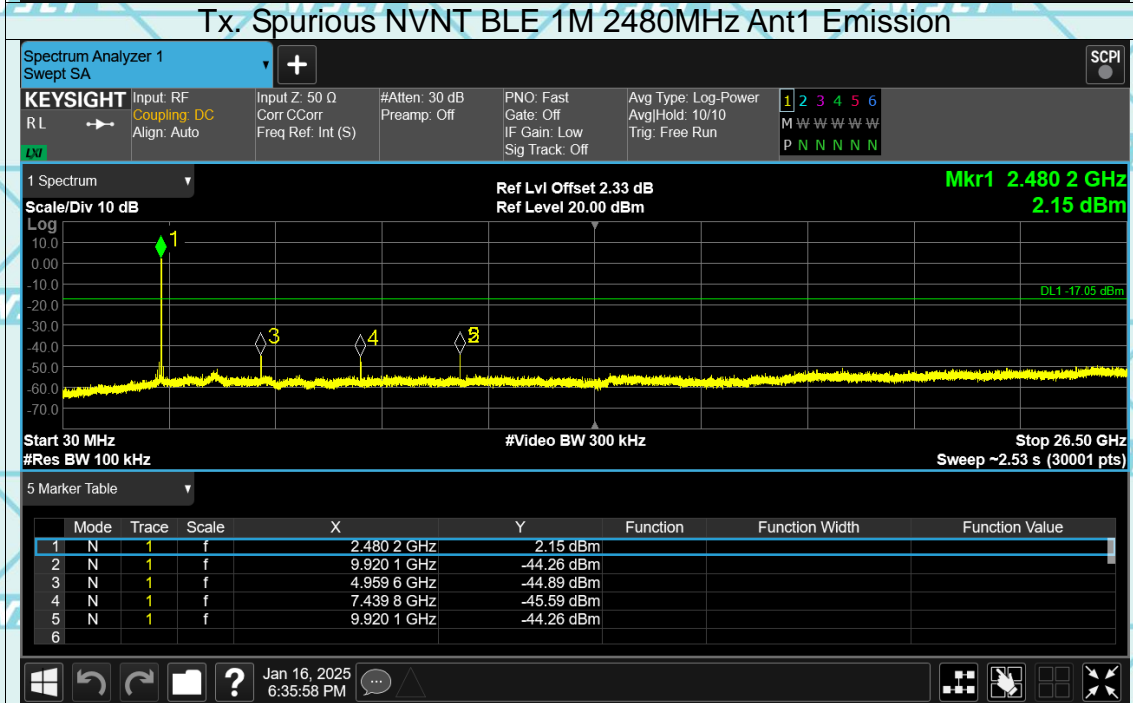 Tx. Spurious NVNT BLE 1M 2480MHz Ant1 Emission
Spectrum Analyzer 1
Swept SA
+
SCPI
KEYSIGHT Input: RF Input Z: 50 Ω #Atten: 30 dB PNO: Fast Avg Type: Log-Power 1 2 3 4 5 6
RL Coupling: DC Corr CCorr Preamp: Off Gate: Off Avg|Hold: 10/10 M W W W W W
Align: Auto Freq Ref: Int (S) IF Gain: Low Trig: Free Run P N N N N N
LXI Sig Track: Off
1 Spectrum Ref Lvl Offset 2.33 dB Mkr1 2.480 2 GHz
Scale/Div 10 dB Ref Level 20.00 dBm 2.15 dBm
Log
10.0
0.00
-10.0
-20.0
-30.0
-40.0
-50.0
-60.0
-70.0
1
DL1 -17.05 dBm
3
4
Start 30 MHz #Video BW 300 kHz Stop 26.50 GHz
#Res BW 100 kHz Sweep ~2.53 s (30001 pts)
5 Marker Table
Mode Trace Scale X Y Function Function Width Function Value
1 N 1 f 2.480 2 GHz 2.15 dBm
2 N 1 f 9.920 1 GHz -44.26 dBm
3 N 1 f 4.959 6 GHz -44.89 dBm
4 N 1 f 7.439 8 GHz -45.59 dBm
5 N 1 f 9.920 1 GHz -44.26 dBm
6
? Jan 16, 2025
6:35:58 PM